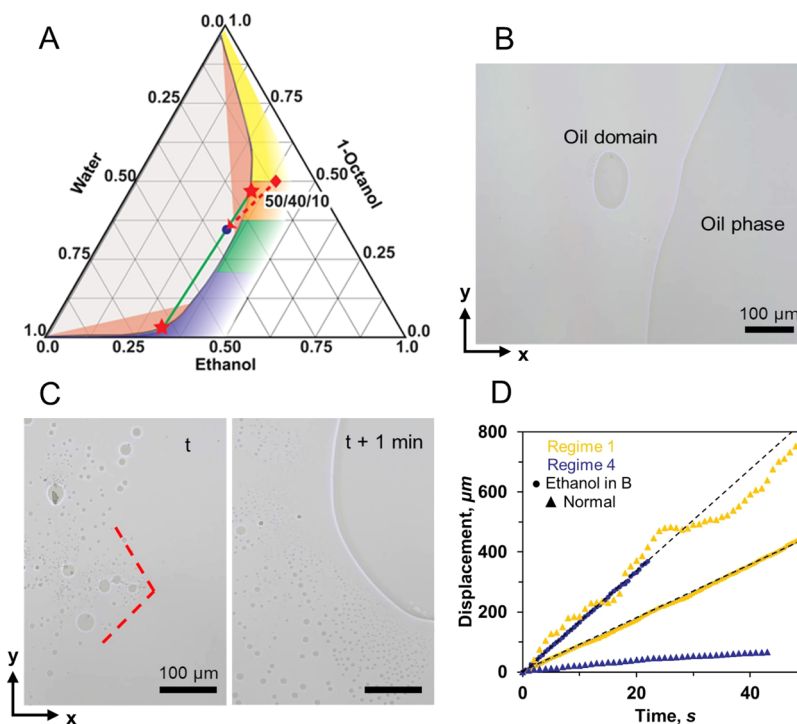 A
0.0 1.0
0.25
0.75
Water
1-Octanol
0.50
0.50
50/40/10
0.75
0.25
1.0
0.0
0.0
0.25
0.50
0.75
1.0
Ethanol
B
Oil domain
Oil phase
y
x
100 µm
C
t
t + 1 min
y
x
100 µm
D
800
Regime 1
Regime 4
Ethanol in B
Normal
600
400
200
0
Displacement, µm
0
20
40
Time, s